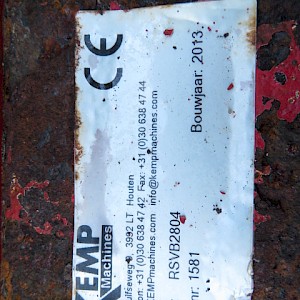 CE
KEMP
Machines
ulfseweg 9, 3992 LT Houten
+31(0)30 638 47 42. Fax: +31(0)30 638 47 44
KEMPmachines.com info@kempmachines.com
RSVB2804
nr. 1581
Bouwjaar: 2013